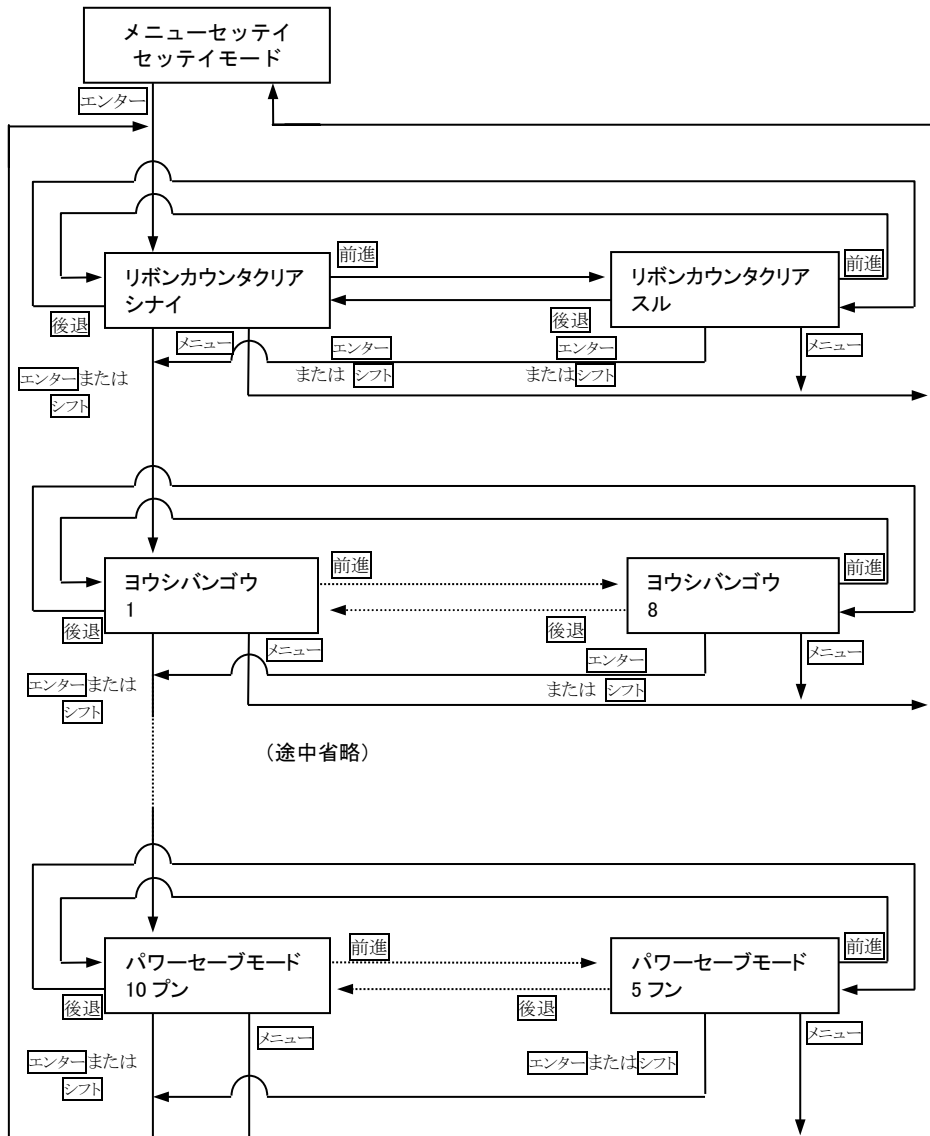 メニューセッテイ
セッテイモード
エンター
前進
前進
リボンカウンタクリア
シナイ
リボンカウンタクリア
スル
後退
後退
メニュー
エンター
エンター
メニュー
または シフト
またはシフト
エンターまたは
シフト
前進
前進
ヨウシバンゴウ
1
ヨウシバンゴウ
8
後退
後退
メニュー
エンター
メニュー
エンターまたは
シフト
または シフト
（途中省略）
前進
前進
パワーセーブモード
10 プン
パワーセーブモード
5 フン
後退
後退
メニュー
メニュー
エンターまたは
シフト
エンターまたはシフト